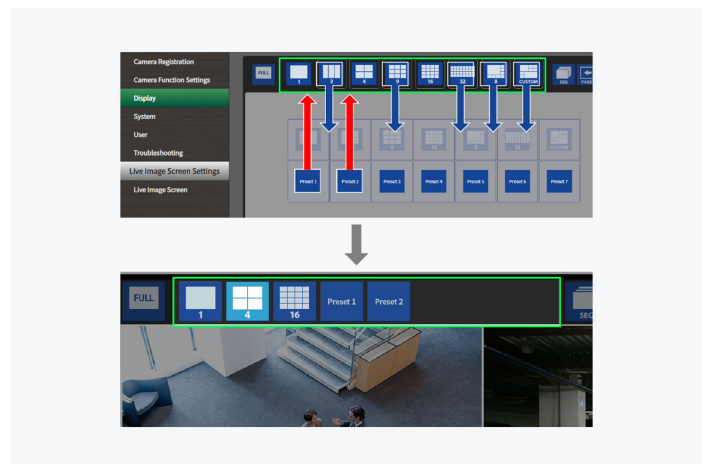 Camera Registration
Camera Function Settings
Display
System
User
Troubleshooting
Live Image Screen Settings
Live Image Screen
FULL
1
3
4
9
16
32
8
CUSTOM
SEQ
Preset 1
Preset 2
Preset 3
Preset 4
Preset 5
Preset 6
Preset 7
FULL
1
4
16
Preset 1
Preset 2
SEQ